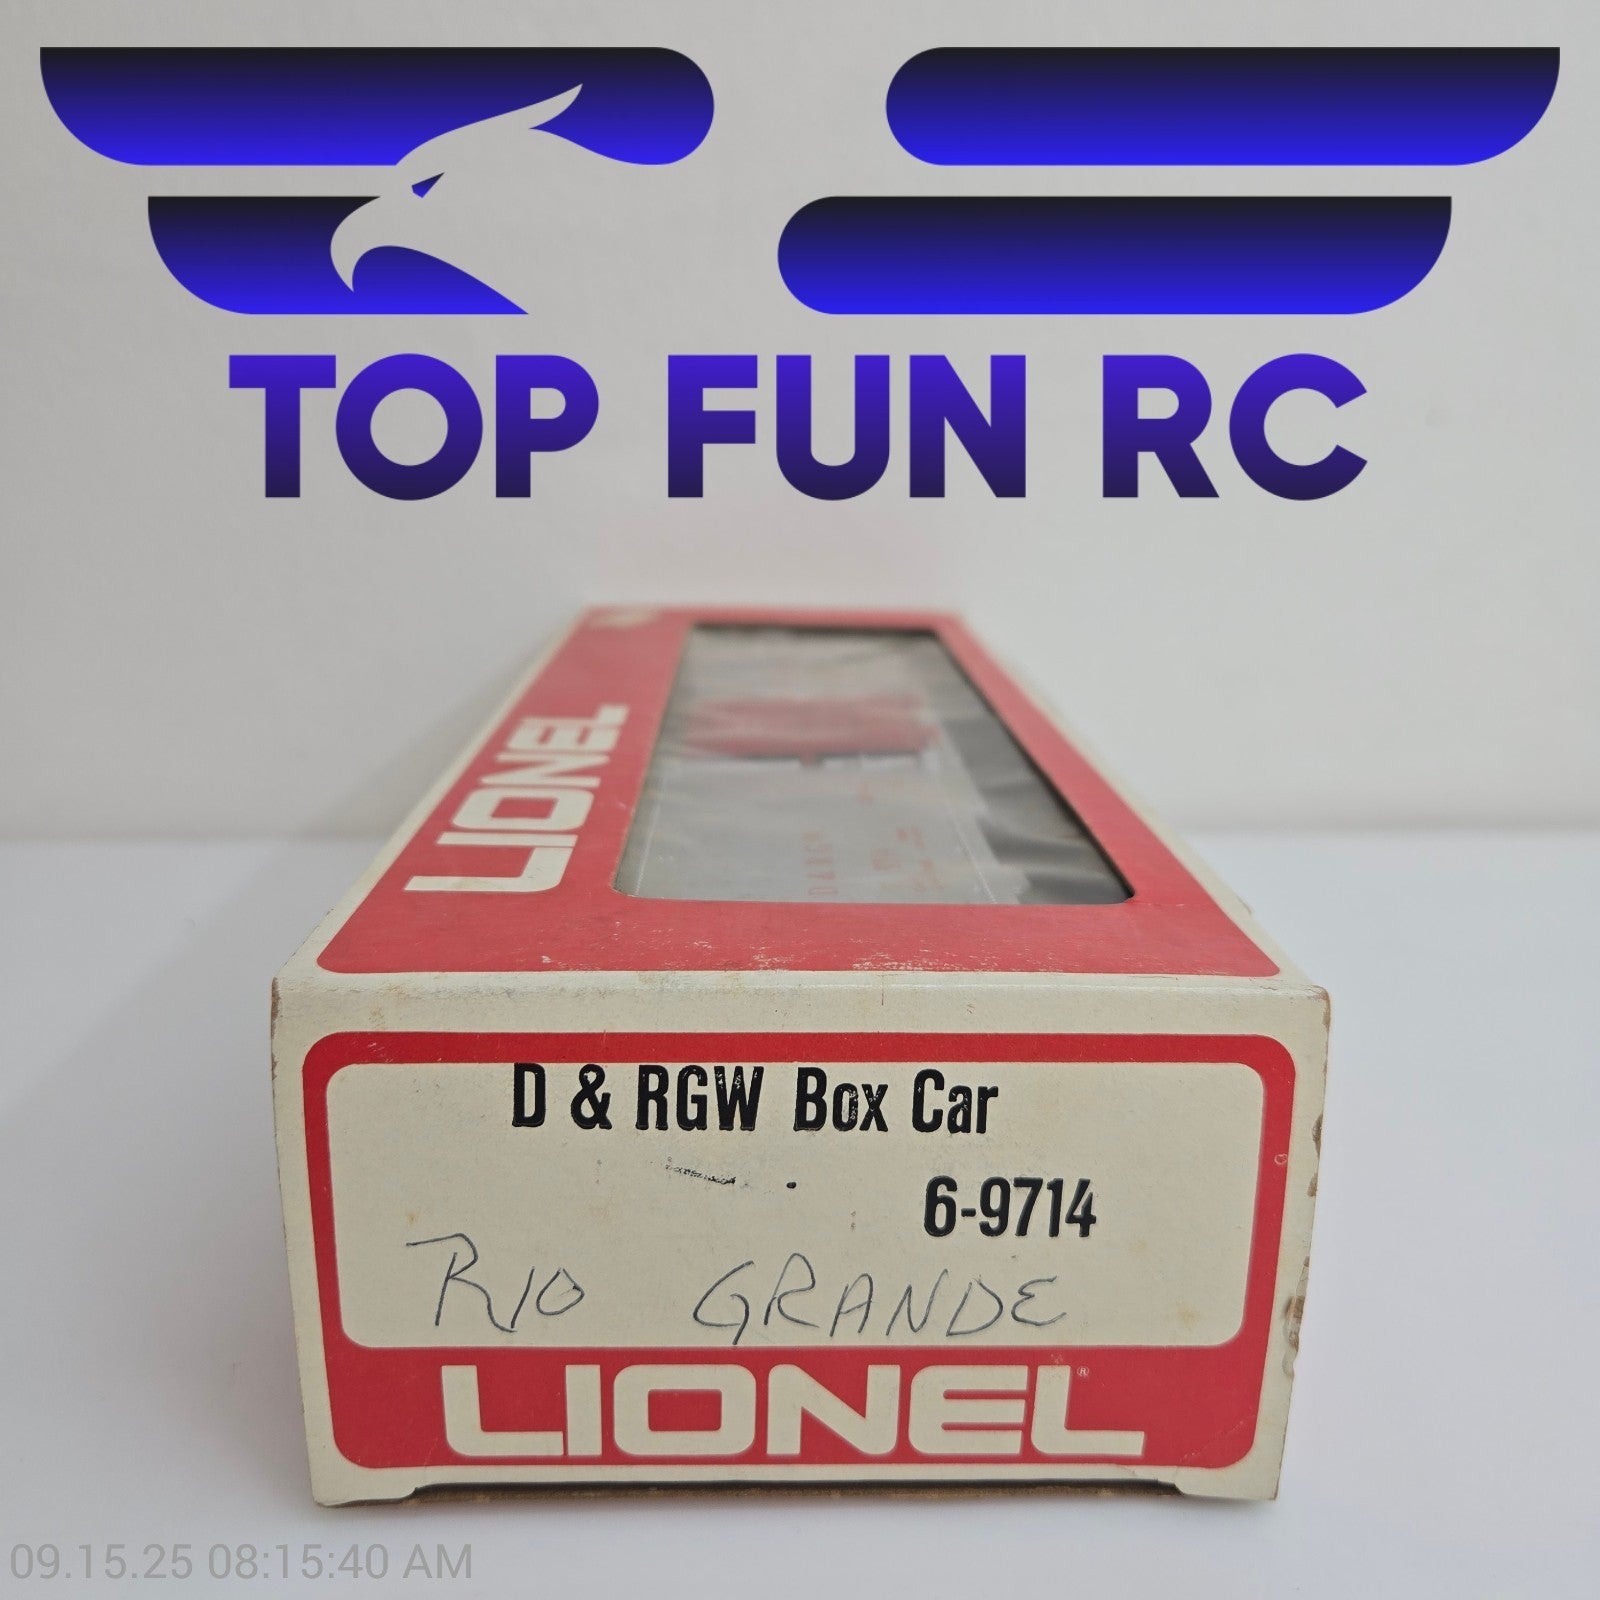 TOP FUN RC
LIONEL
D & RGW
D & RGW Box Car
6-9714
RIO GRANDE
LIONEL®
09.15.25 08:15:40 AM